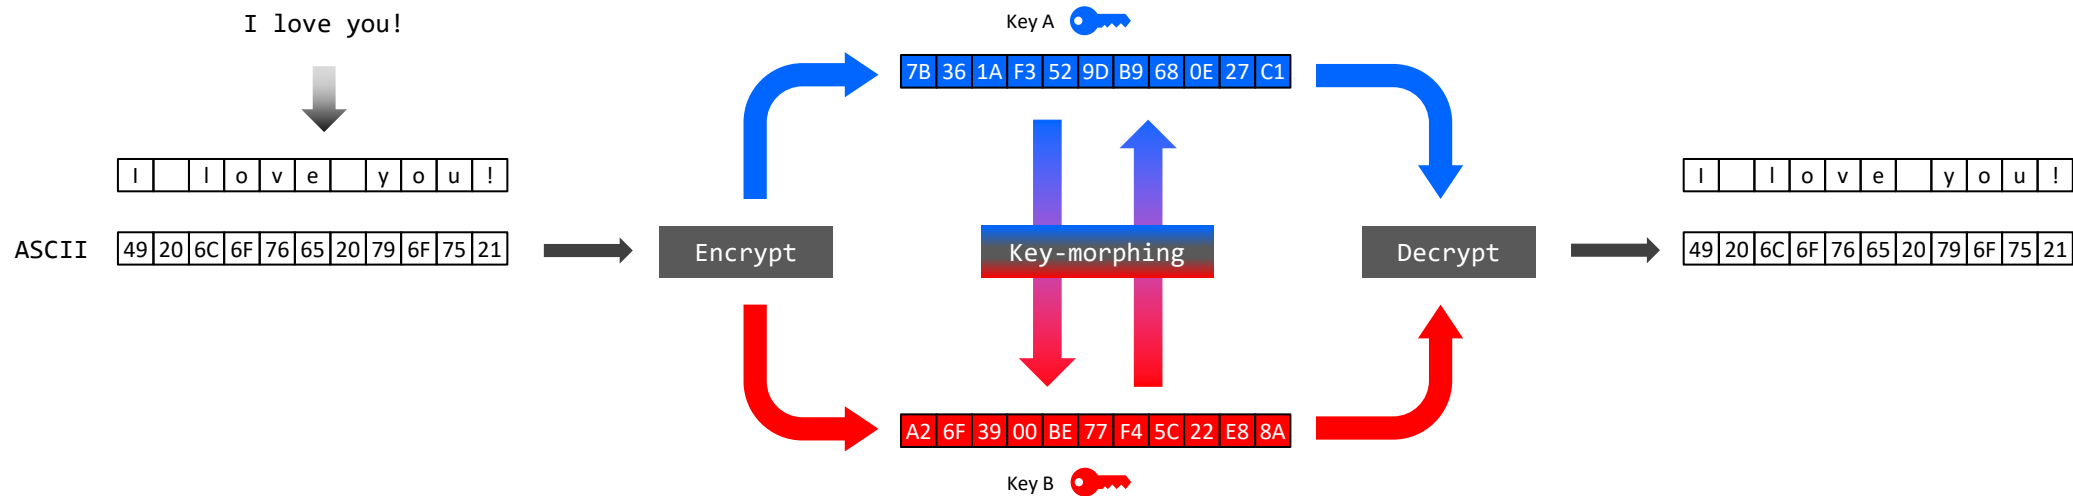 I love you!
I l o v e y o u !
ASCII 49 20 6C 6F 76 65 20 79 6F 75 21
Encrypt
Key A
7B 36 1A F3 52 9D B9 68 0E 27 C1
Key-morphing
A2 6F 39 00 BE 77 F4 5C 22 E8 8A
Key B
Decrypt
I l o v e y o u !
49 20 6C 6F 76 65 20 79 6F 75 21